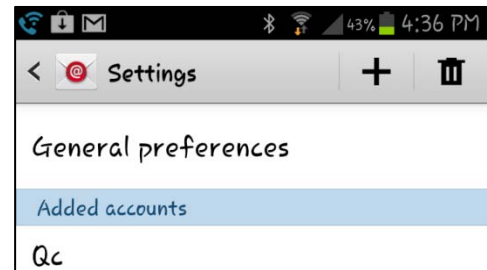 43% 4:36 PM
< @ Settings +
General preferences
Added accounts
Qc